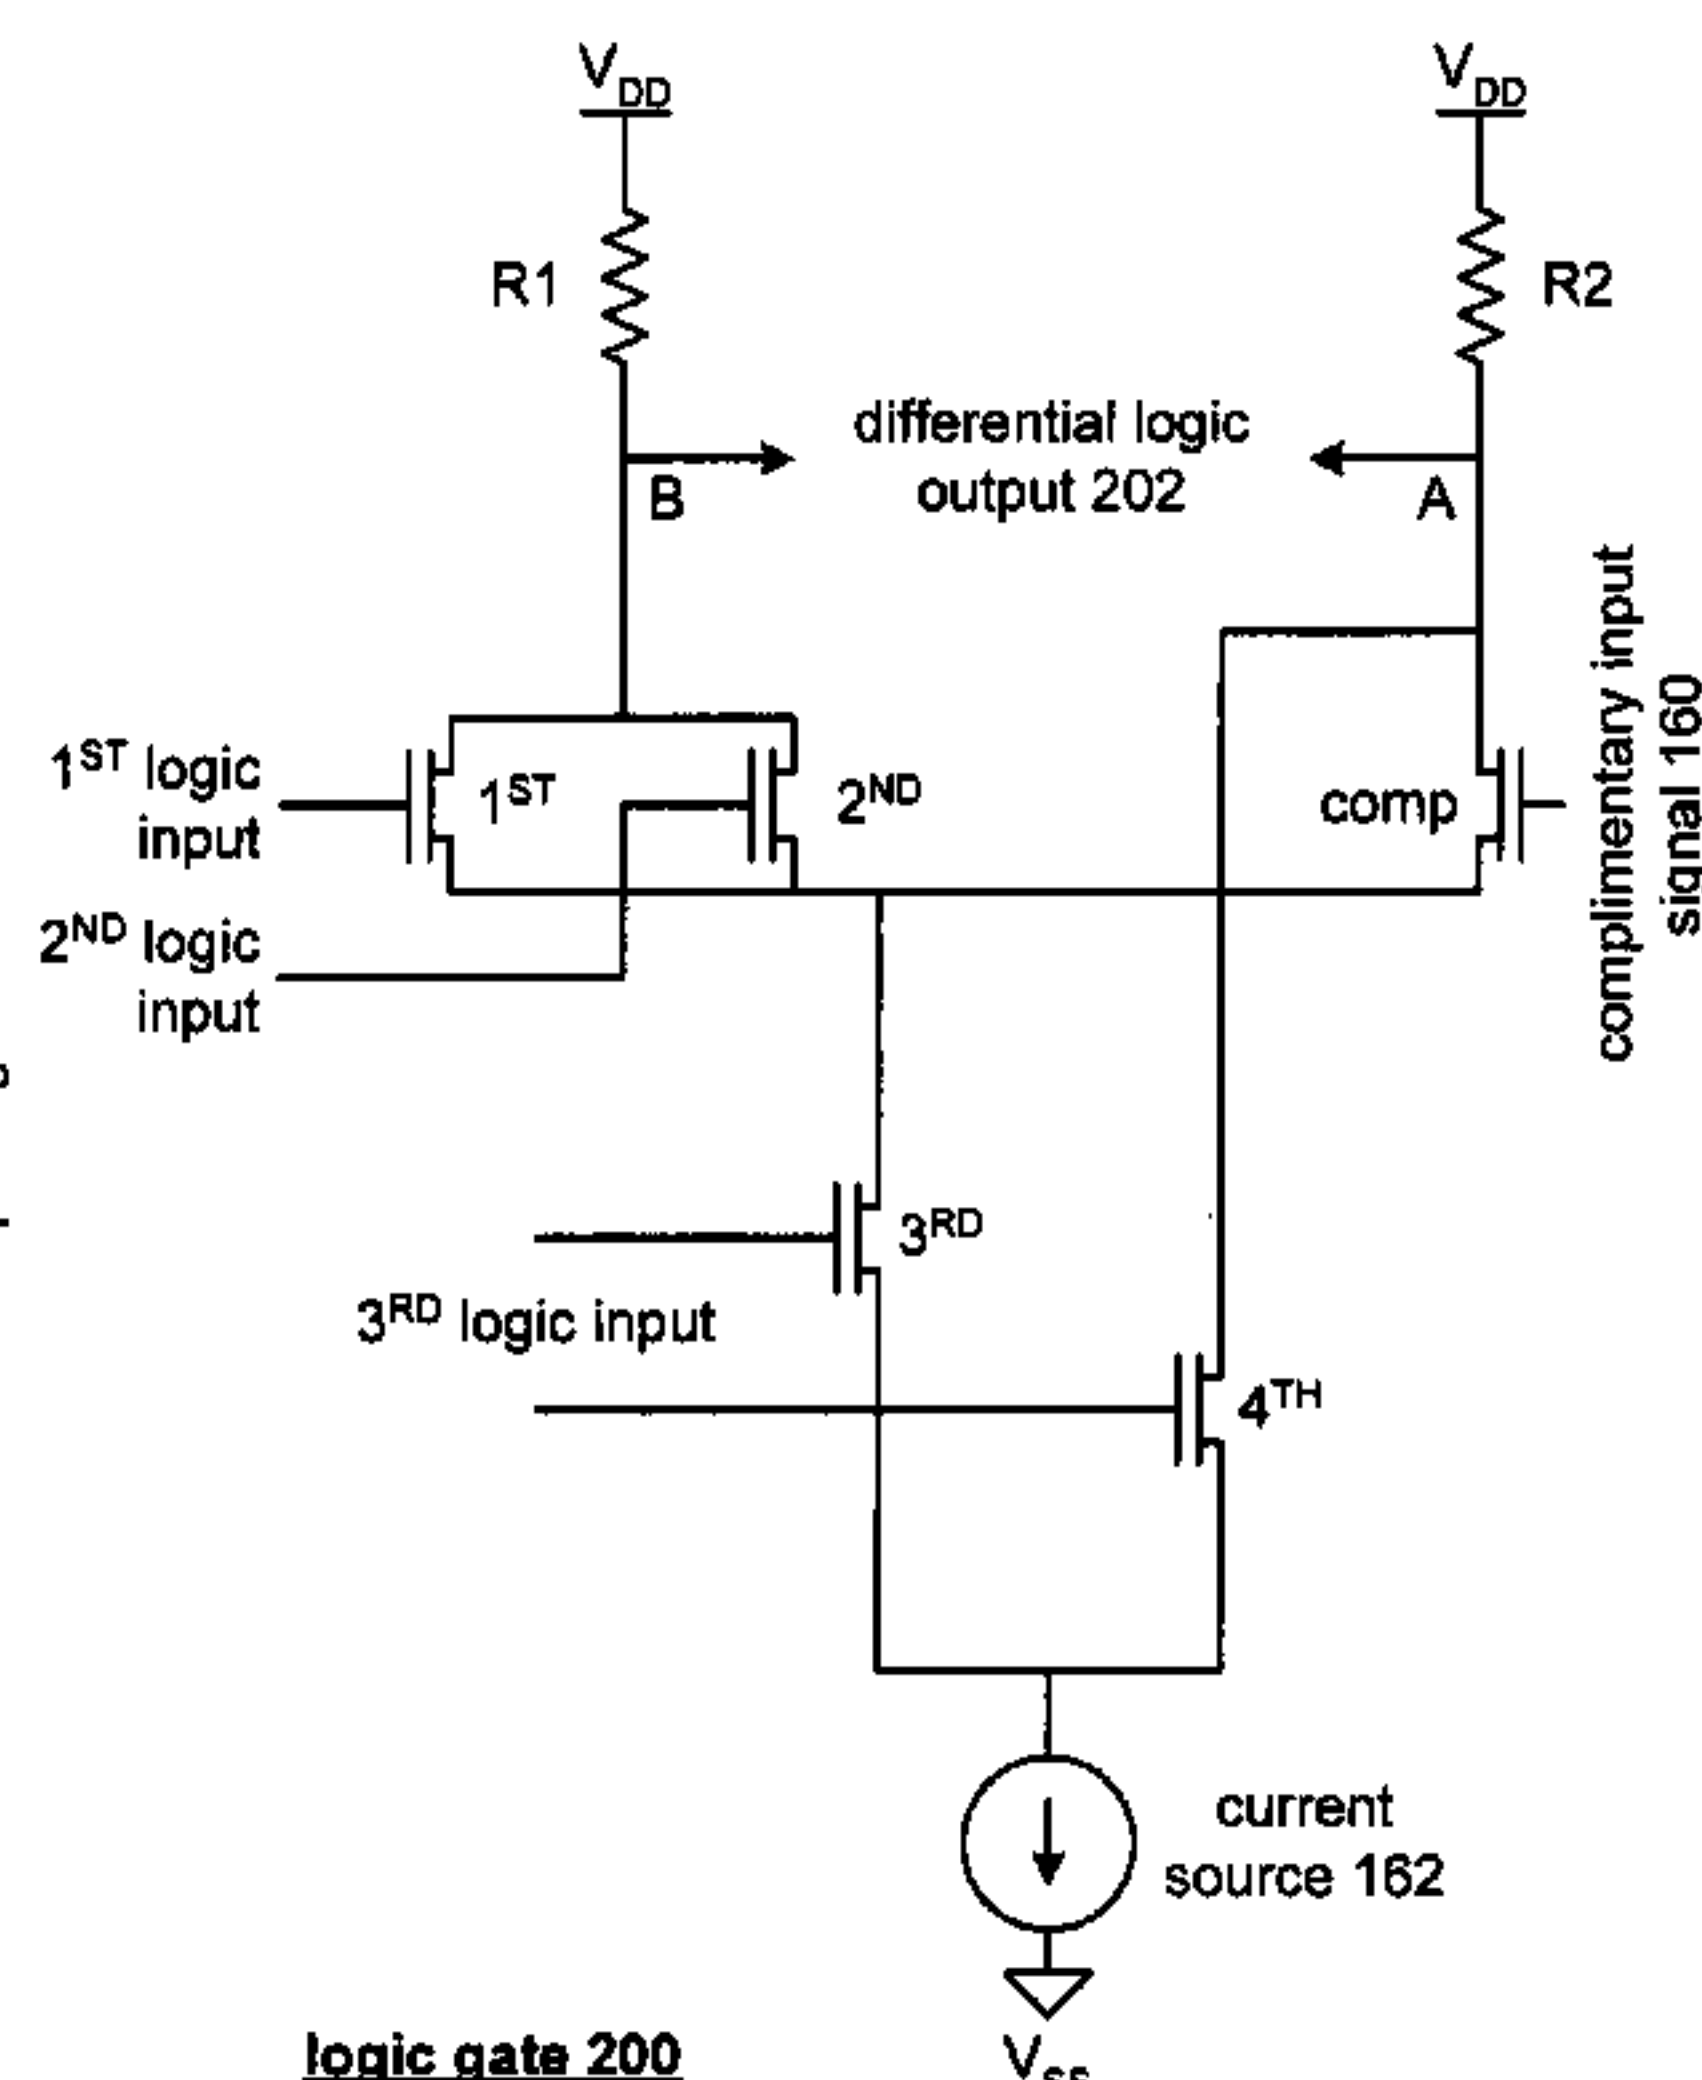 VDD
VDD
R1
R2
differential logic
output 202
B
A
complimentary input
signal 160
1ST logic
input
1ST
2ND
comp
2ND logic
input
3RD
3RD logic input
4TH
current
source 162
logic gate 200
VSS